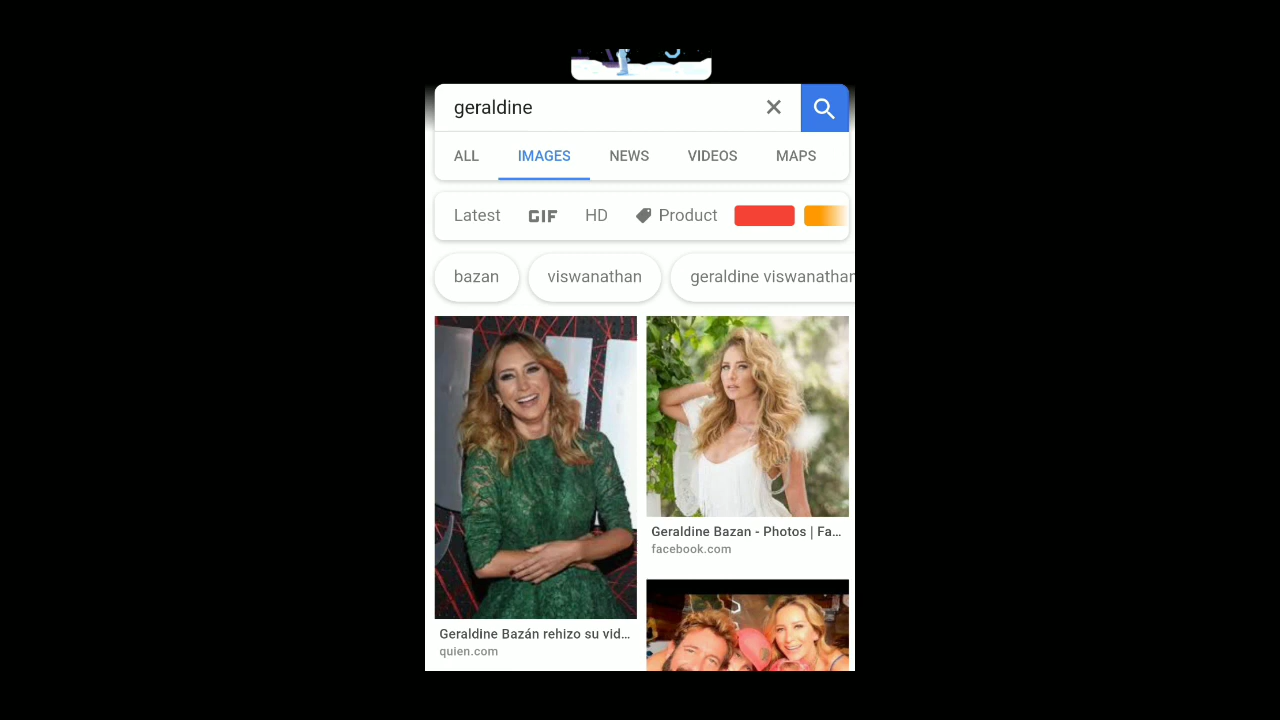 geraldine
ALL IMAGES NEWS VIDEOS MAPS
Latest GIF HD Product
bazan viswanathan geraldine viswanathan
Geraldine Bazan - Photos | Fa...
facebook.com
Geraldine Bazán rehizo su vid...
quien.com